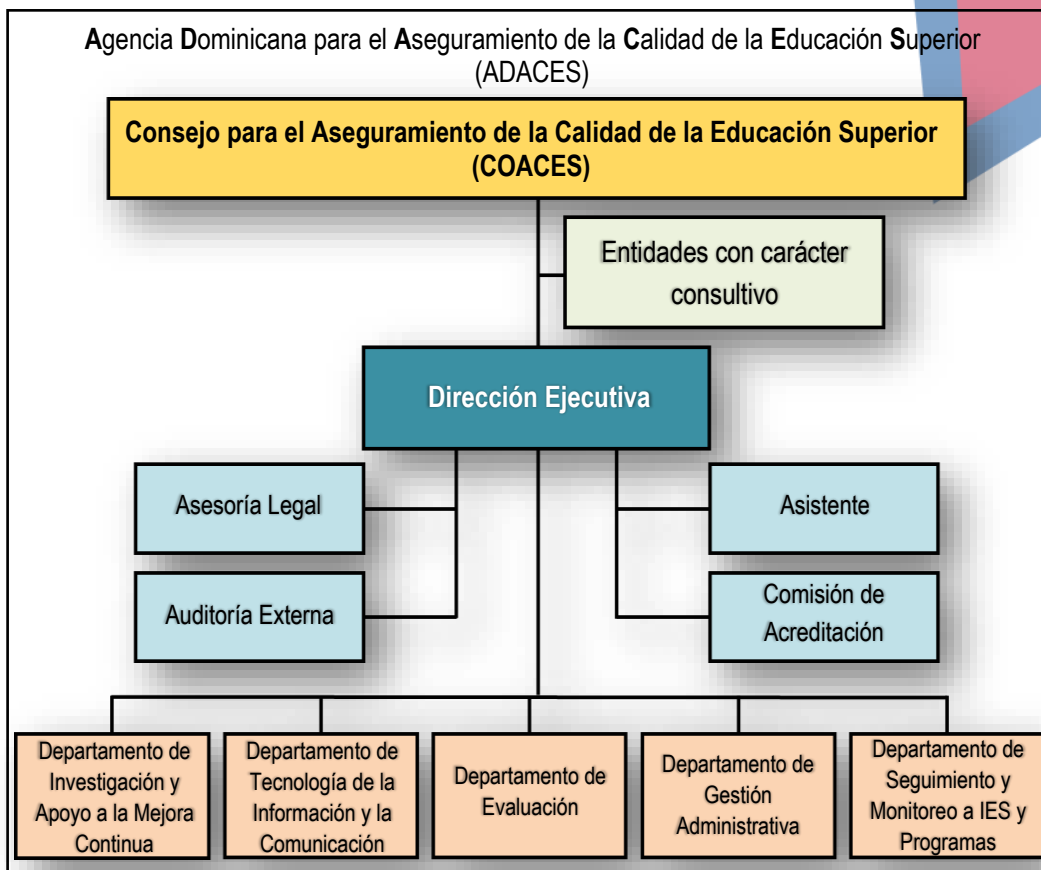 Agencia Dominicana para el Aseguramiento de la Calidad de la Educación Superior
(ADACES)
Consejo para el Aseguramiento de la Calidad de la Educación Superior
(COACES)
Entidades con carácter
consultivo
Dirección Ejecutiva
Asesoría Legal
Asistente
Auditoría Externa
Comisión de
Acreditación
Departamento de
Investigación y
Apoyo a la Mejora
Continua
Departamento de
Tecnología de la
Información y la
Comunicación
Departamento de
Evaluación
Departamento de
Gestión
Administrativa
Departamento de
Seguimiento y
Monitoreo a IES y
Programas